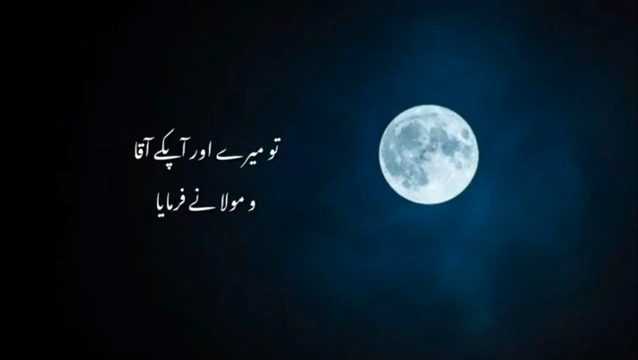 تو میرے اور آپکے آقا
و مولا نے فرمایا